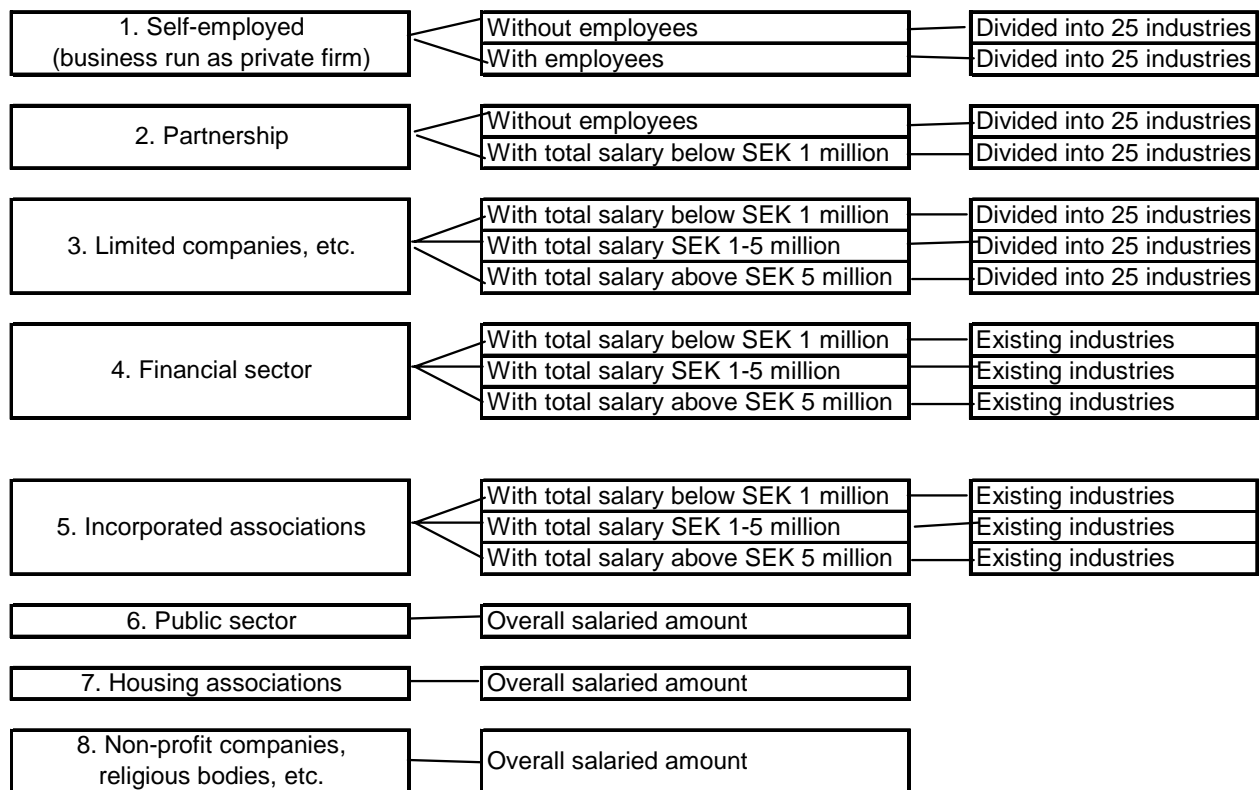 1. Self-employed
(business run as private firm)
Without employees
Divided into 25 industries
With employees
Divided into 25 industries
2. Partnership
Without employees
Divided into 25 industries
With total salary below SEK 1 million
Divided into 25 industries
3. Limited companies, etc.
With total salary below SEK 1 million
Divided into 25 industries
With total salary SEK 1-5 million
Divided into 25 industries
With total salary above SEK 5 million
Divided into 25 industries
4. Financial sector
With total salary below SEK 1 million
Existing industries
With total salary SEK 1-5 million
Existing industries
With total salary above SEK 5 million
Existing industries
5. Incorporated associations
With total salary below SEK 1 million
Existing industries
With total salary SEK 1-5 million
Existing industries
With total salary above SEK 5 million
Existing industries
6. Public sector
Overall salaried amount
7. Housing associations
Overall salaried amount
8. Non-profit companies,
religious bodies, etc.
Overall salaried amount